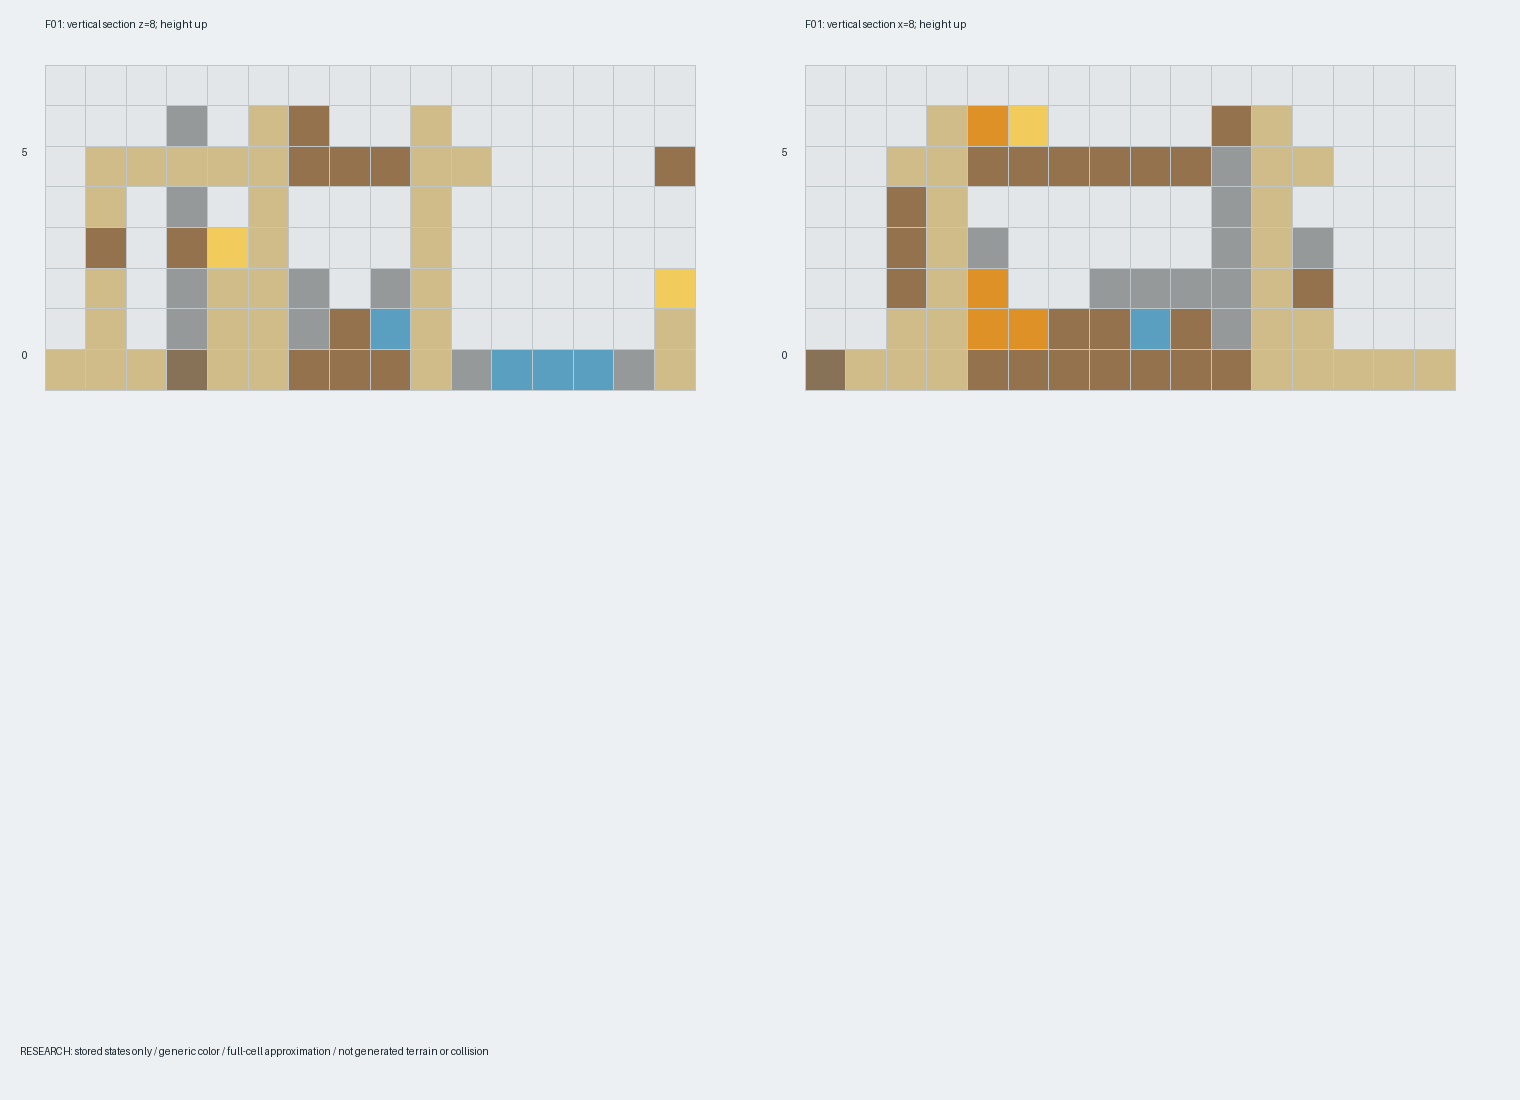 F01: vertical section z=8; height up
F01: vertical section x=8; height up
5
5
0
0
RESEARCH: stored states only / generic color / full-cell approximation / not generated terrain or collision